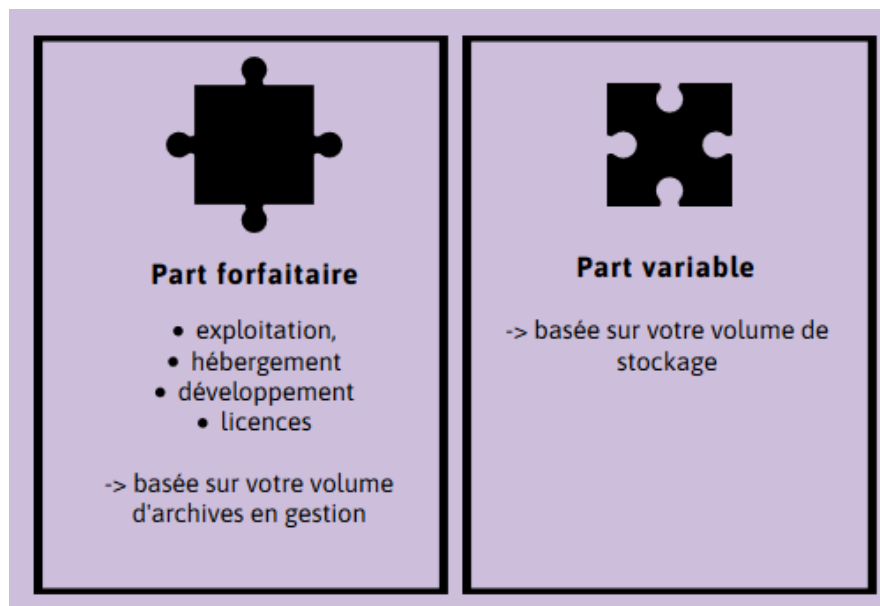 Part forfaitaire
• exploitation,
• hébergement
• développement
• licences
-> basée sur votre volume
d'archives en gestion
Part variable
-> basée sur votre volume de
stockage